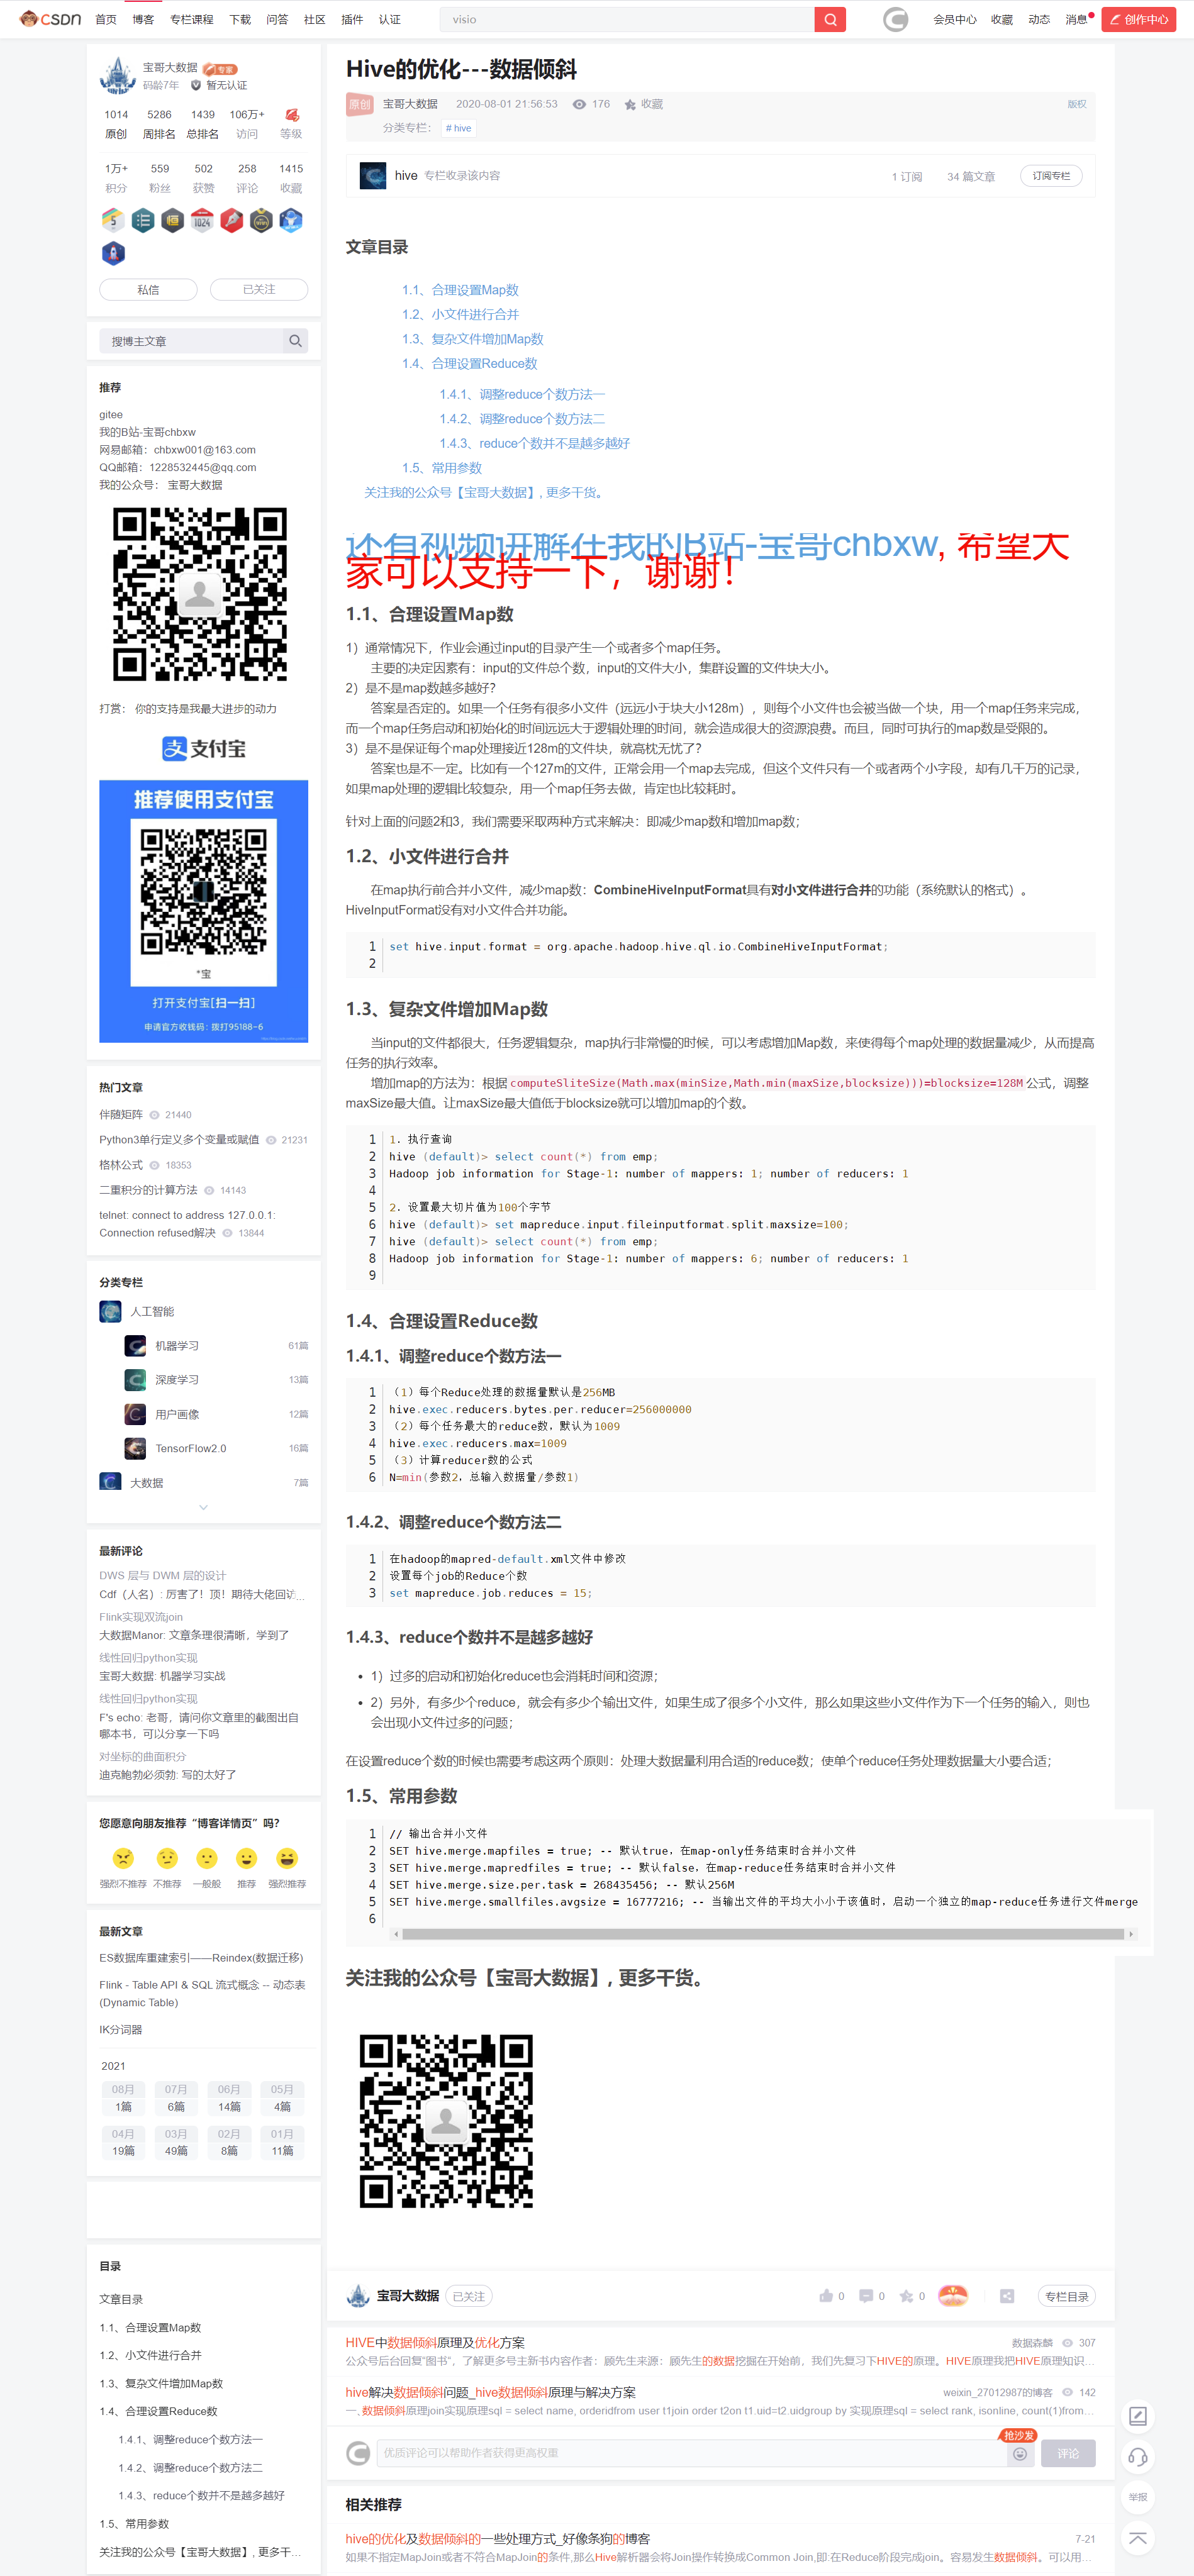 CSDN 首页 博客 专栏课程 下载 问答 社区 插件 认证 visio 会员中心 收藏 动态 消息 创作中心
宝哥大数据 专家
码龄7年 暂无认证
1014 5286 1439 106万+
原创 周排名 总排名 访问 等级
1万+ 559 502 258 1415
积分 粉丝 获赞 评论 收藏
私信 已关注
搜博主文章
推荐
gitee
我的B站-宝哥chbxw
网易邮箱：chbxw001@163.com
QQ邮箱：1228532445@qq.com
我的公众号： 宝哥大数据
打赏： 你的支持是我最大进步的动力
支付宝
推荐使用支付宝
*宝
打开支付宝[扫一扫]
申请官方收钱码：拨打95188-6
热门文章
伴随矩阵 21440
Python3单行定义多个变量或赋值 21231
格林公式 18353
二重积分的计算方法 14143
telnet: connect to address 127.0.0.1:
Connection refused解决 13844
分类专栏
人工智能
机器学习 61篇
深度学习 13篇
用户画像 12篇
TensorFlow2.0 16篇
大数据 7篇
最新评论
DWS 层与 DWM 层的设计
Cdf（人名）: 厉害了！顶！期待大佬回访...
Flink实现双流join
大数据Manor: 文章条理很清晰，学到了
线性回归python实现
宝哥大数据: 机器学习实战
线性回归python实现
F's echo: 老哥，请问你文章里的截图出自
哪本书，可以分享一下吗
对坐标的曲面积分
迪克鲍勃必须勃: 写的太好了
您愿意向朋友推荐“博客详情页”吗？
强烈不推荐 不推荐 一般般 推荐 强烈推荐
最新文章
ES数据库重建索引——Reindex(数据迁移)
Flink - Table API & SQL 流式概念 -- 动态表
(Dynamic Table)
IK分词器
2021
08月 07月 06月 05月
1篇 6篇 14篇 4篇
04月 03月 02月 01月
19篇 49篇 8篇 11篇
目录
文章目录
1.1、合理设置Map数
1.2、小文件进行合并
1.3、复杂文件增加Map数
1.4、合理设置Reduce数
1.4.1、调整reduce个数方法一
1.4.2、调整reduce个数方法二
1.4.3、reduce个数并不是越多越好
1.5、常用参数
关注我的公众号【宝哥大数据】, 更多干...
Hive的优化---数据倾斜
原创 宝哥大数据 2020-08-01 21:56:53 176 收藏 版权
分类专栏： # hive
hive 专栏收录该内容 1 订阅 34 篇文章 订阅专栏
文章目录
1.1、合理设置Map数
1.2、小文件进行合并
1.3、复杂文件增加Map数
1.4、合理设置Reduce数
1.4.1、调整reduce个数方法一
1.4.2、调整reduce个数方法二
1.4.3、reduce个数并不是越多越好
1.5、常用参数
关注我的公众号【宝哥大数据】, 更多干货。
还有视频讲解在我的B站-宝哥chbxw, 希望大
家可以支持一下，谢谢！
1.1、合理设置Map数
1）通常情况下，作业会通过input的目录产生一个或者多个map任务。
主要的决定因素有：input的文件总个数，input的文件大小，集群设置的文件块大小。
2）是不是map数越多越好？
答案是否定的。如果一个任务有很多小文件（远远小于块大小128m），则每个小文件也会被当做一个块，用一个map任务来完成，
而一个map任务启动和初始化的时间远远大于逻辑处理的时间，就会造成很大的资源浪费。而且，同时可执行的map数是受限的。
3）是不是保证每个map处理接近128m的文件块，就高枕无忧了？
答案也是不一定。比如有一个127m的文件，正常会用一个map去完成，但这个文件只有一个或者两个小字段，却有几千万的记录，
如果map处理的逻辑比较复杂，用一个map任务去做，肯定也比较耗时。
针对上面的问题2和3，我们需要采取两种方式来解决：即减少map数和增加map数；
1.2、小文件进行合并
在map执行前合并小文件，减少map数：CombineHiveInputFormat具有对小文件进行合并的功能（系统默认的格式）。
HiveInputFormat没有对小文件合并功能。
1 set hive.input.format = org.apache.hadoop.hive.ql.io.CombineHiveInputFormat;
2
1.3、复杂文件增加Map数
当input的文件都很大，任务逻辑复杂，map执行非常慢的时候，可以考虑增加Map数，来使得每个map处理的数据量减少，从而提高
任务的执行效率。
增加map的方法为：根据 computeSliteSize(Math.max(minSize,Math.min(maxSize,blocksize)))=blocksize=128M 公式，调整
maxSize最大值。让maxSize最大值低于blocksize就可以增加map的个数。
1 1. 执行查询
2 hive (default)> select count(*) from emp;
3 Hadoop job information for Stage-1: number of mappers: 1; number of reducers: 1
4
5 2. 设置最大切片值为100个字节
6 hive (default)> set mapreduce.input.fileinputformat.split.maxsize=100;
7 hive (default)> select count(*) from emp;
8 Hadoop job information for Stage-1: number of mappers: 6; number of reducers: 1
9
1.4、合理设置Reduce数
1.4.1、调整reduce个数方法一
1 （1）每个Reduce处理的数据量默认是256MB
2 hive.exec.reducers.bytes.per.reducer=256000000
3 （2）每个任务最大的reduce数，默认为1009
4 hive.exec.reducers.max=1009
5 （3）计算reducer数的公式
6 N=min(参数2，总输入数据量/参数1)
1.4.2、调整reduce个数方法二
1 在hadoop的mapred-default.xml文件中修改
2 设置每个job的Reduce个数
3 set mapreduce.job.reduces = 15;
1.4.3、reduce个数并不是越多越好
• 1）过多的启动和初始化reduce也会消耗时间和资源；
• 2）另外，有多少个reduce，就会有多少个输出文件，如果生成了很多个小文件，那么如果这些小文件作为下一个任务的输入，则也
会出现小文件过多的问题；
在设置reduce个数的时候也需要考虑这两个原则：处理大数据量利用合适的reduce数；使单个reduce任务处理数据量大小要合适；
1.5、常用参数
1 // 输出合并小文件
2 SET hive.merge.mapfiles = true; -- 默认true，在map-only任务结束时合并小文件
3 SET hive.merge.mapredfiles = true; -- 默认false，在map-reduce任务结束时合并小文件
4 SET hive.merge.size.per.task = 268435456; -- 默认256M
5 SET hive.merge.smallfiles.avgsize = 16777216; -- 当输出文件的平均大小小于该值时，启动一个独立的map-reduce任务进行文件merge
6
关注我的公众号【宝哥大数据】, 更多干货。
宝哥大数据 已关注 0 0 0 专栏目录
HIVE中数据倾斜原理及优化方案 数据森麟 307
公众号后台回复“图书”，了解更多号主新书内容作者：顾先生来源：顾先生的数据挖掘在开始前，我们先复习下HIVE的原理。HIVE原理我把HIVE原理知识...
hive解决数据倾斜问题_hive数据倾斜原理与解决方案 weixin_27012987的博客 142
一､数据倾斜原理join实现原理sql = select name, orderidfrom user t1join order t2on t1.uid=t2.uidgroup by 实现原理sql = select rank, isonline, count(1)from...
优质评论可以帮助作者获得更高权重 抢沙发 评论
举报
相关推荐
hive的优化及数据倾斜的一些处理方式_好像条狗的博客 7-21
如果不指定MapJoin或者不符合MapJoin的条件,那么Hive解析器会将Join操作转换成Common Join,即:在Reduce阶段完成join。容易发生数据倾斜。可以用...